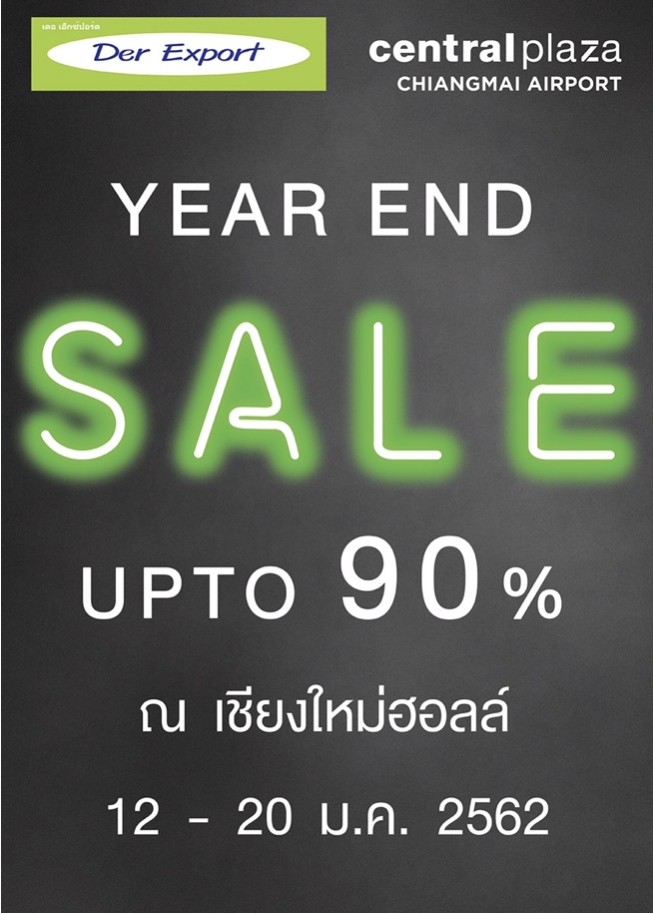 เดอ เอ็กซ์ปอร์ต
Der Export
centralplaza
CHIANGMAI AIRPORT
YEAR END
SALE
UPTO 90%
ณ เชียงใหม่ฮอลล์
12 - 20 ม.ค. 2562